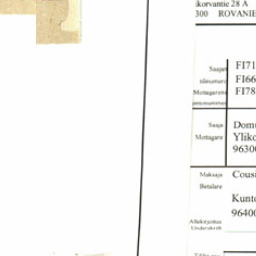 ikorvantie 28 A
300 ROVANIE
Saajan FI71
tilinumero FI66
Mottagarens FI78
kontonummer
Saaja Domu
Mottagare Yliko
96300
Maksaja Cousi
Betalare
Kunto
96400
Allekirjoitus
Underskrift